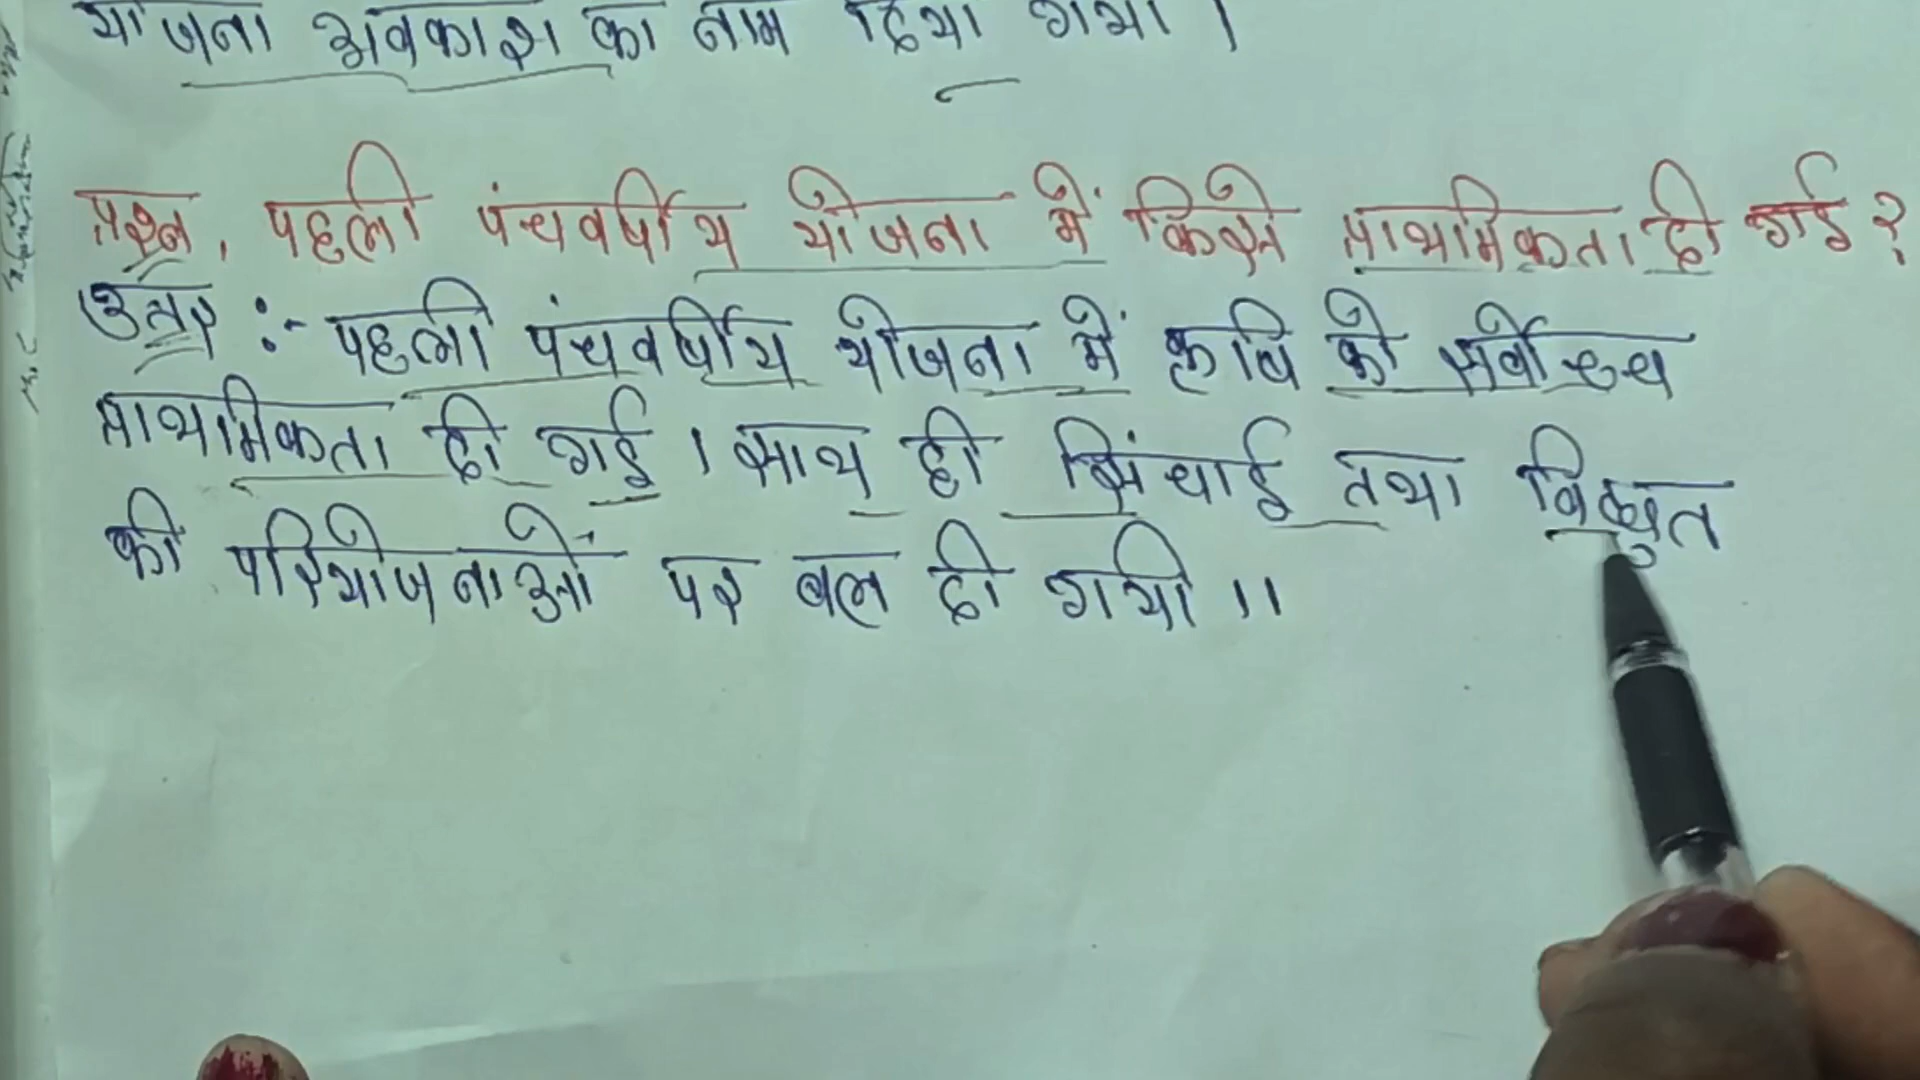 योजना अवकाश का नाम दिया गया ।
प्रश्न, पहली पंचवर्षीय योजना में किसे प्राथमिकता दी गई ?
उत्तर :- पहली पंचवर्षीय योजना में कृषि को सर्वोच्च
प्राथमिकता दी गई । साथ ही सिंचाई तथा विद्युत
की परियोजनाओं पर बल दी गयी ।।